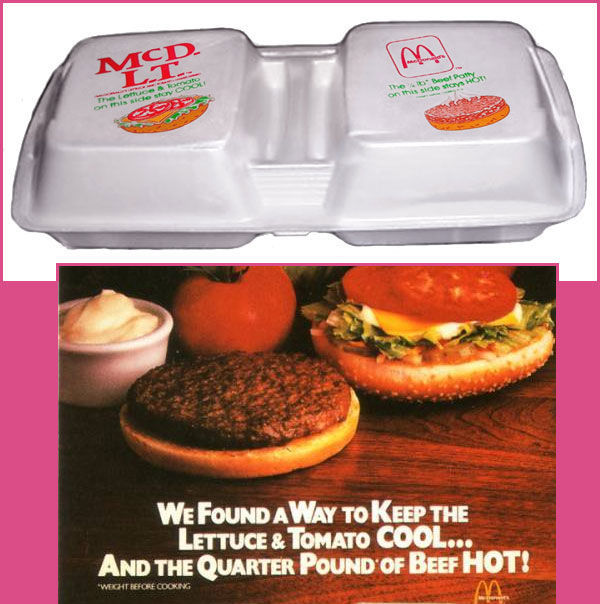 McD.
L.T.
The Lettuce & Tomato
on this side stay COOL!
McDonald's
The ¼ lb* Beef Patty
on this side stays HOT!
WE FOUND A WAY TO KEEP THE
LETTUCE & TOMATO COOL...
AND THE QUARTER POUND* OF BEEF HOT!
*WEIGHT BEFORE COOKING
McDonald's